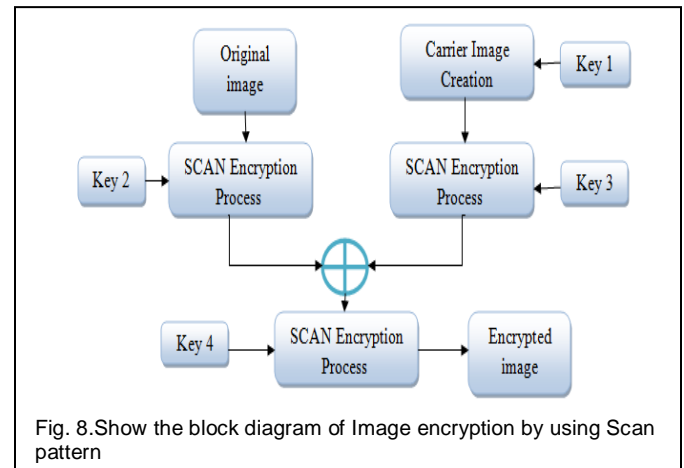 Original
image
Carrier Image
Creation
Key 1
Key 2
SCAN Encryption
Process
SCAN Encryption
Process
Key 3
Key 4
SCAN Encryption
Process
Encrypted
image
Fig. 8.Show the block diagram of Image encryption by using Scan
pattern